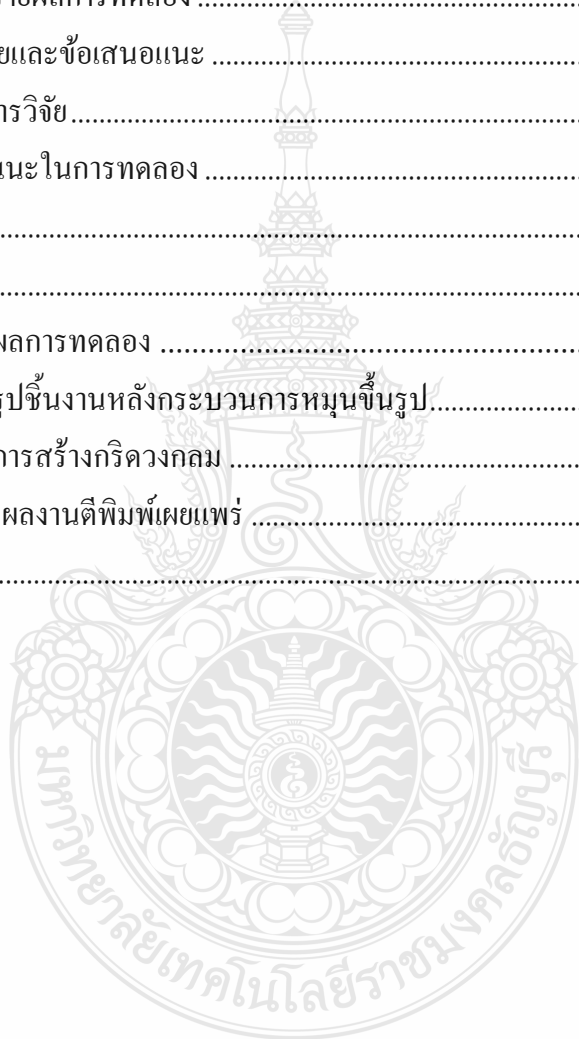 ายผลการทดลอง ................................................
ยและข้อเสนอแนะ ................................................
ารวิจัย ................................................
นนะในการทดลอง ................................................
................................................
................................................
ผลการทดลอง ................................................
รูปชิ้นงานหลังกระบวนการหมุนขึ้นรูป ................................................
การสร้างกริดวงกลม ................................................
ผลงานตีพิมพ์เผยแพร่ ................................................
................................................
มหาวิทยาลัยเทคโนโลยีราชมงคลธัญบุรี